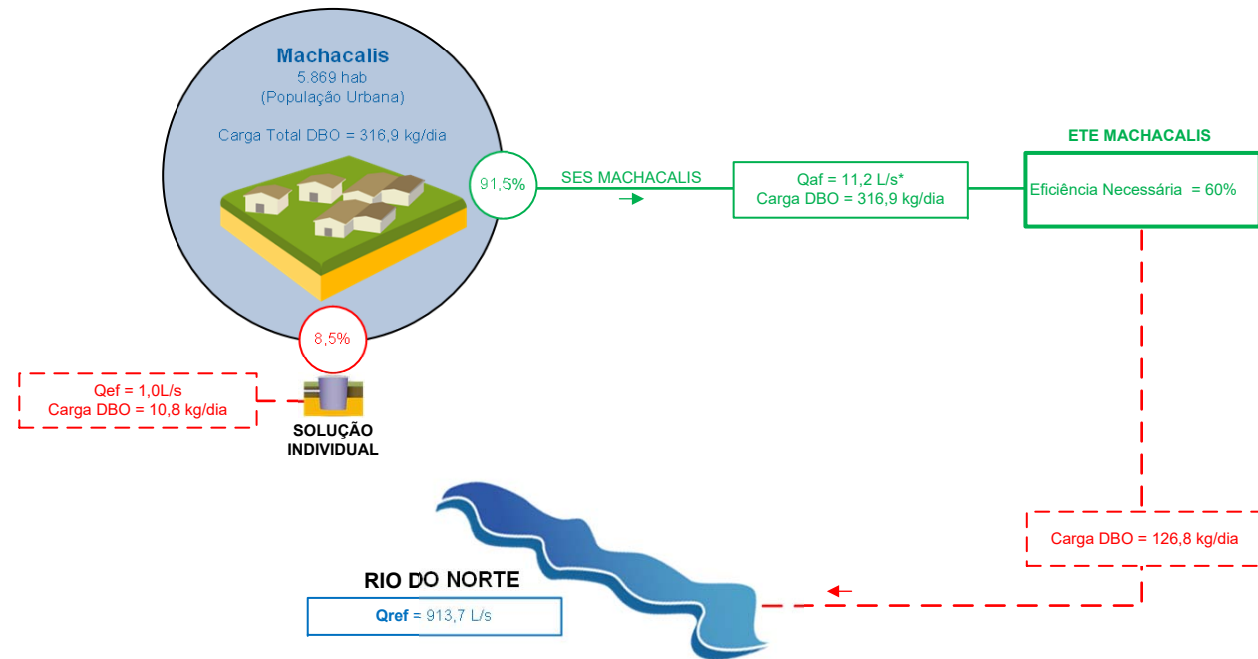 Machacalis
5.869 hab
(População Urbana)
Carga Total DBO = 316,9 kg/dia
91,5%
SES MACHACALIS
Qaf = 11,2 L/s*
Carga DBO = 316,9 kg/dia
ETE MACHACALIS
Eficiência Necessária = 60%
8,5%
Qef = 1,0L/s
Carga DBO = 10,8 kg/dia
SOLUÇÃO
INDIVIDUAL
Carga DBO = 126,8 kg/dia
RIO DO NORTE
Qref = 913,7 L/s